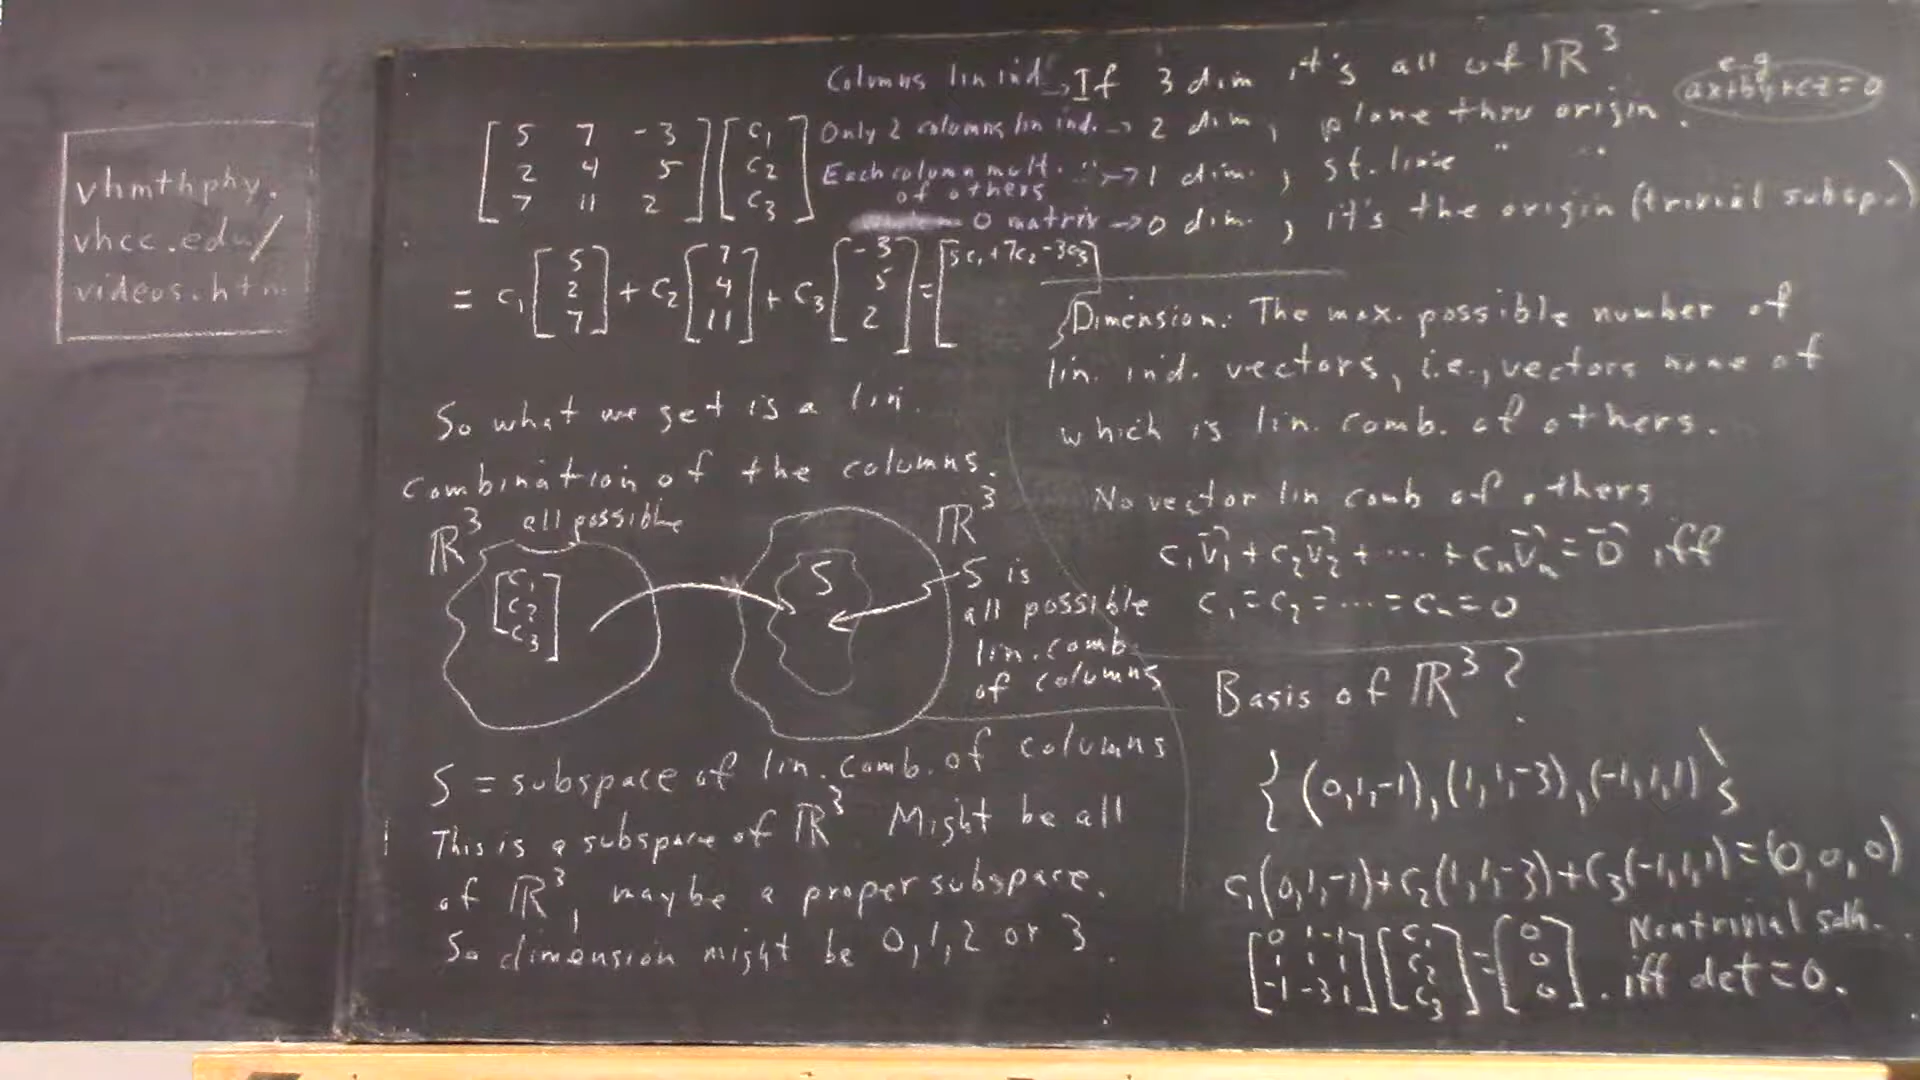 vhmthphy.
vhcc.edu/
videos.htm
Columns lin ind → If 3 dim it's all of ℝ³
e.g. ax+by+cz=0
Only 2 columns lin ind. → 2 dim, plane thru origin.
Each column mult. of others " → 1 dim., st. line " "
0 matrix → 0 dim., it's the origin (trivial subsp.)
[5 7 -3] [c₁]
[2 4 5] [c₂]
[7 11 2] [c₃]
= c₁[5 2 7] + c₂[7 4 11] + c₃[-3 5 2] = [5c₁+7c₂-3c₃]
So what we get is a lin.
combination of the columns.
ℝ³ all possible
[c₁ c₂ c₃]
S
ℝ³
S is
all possible
lin. comb.
of columns
S = subspace of lin. comb. of columns
This is a subspace of ℝ³ Might be all
of ℝ³, maybe a proper subspace.
So dimension might be 0, 1, 2 or 3.
Dimension: The max. possible number of
lin. ind. vectors, i.e., vectors none of
which is lin. comb. of others.
No vector lin comb of others
c₁v⃗₁ + c₂v⃗₂ + ... + cₙv⃗ₙ = 0⃗ iff
c₁ = c₂ = ... = cₙ = 0
Basis of ℝ³?
{(0,1,-1), (1,1,-3), (-1,1,1)}
c₁(0,1,-1)+c₂(1,1,-3)+c₃(-1,1,1)=(0,0,0)
[0 1 -1] [c₁] = [0] Nontrivial soln.
[1 1 1] [c₂] [0]
[-1 -3 1] [c₃] [0]. iff det = 0.